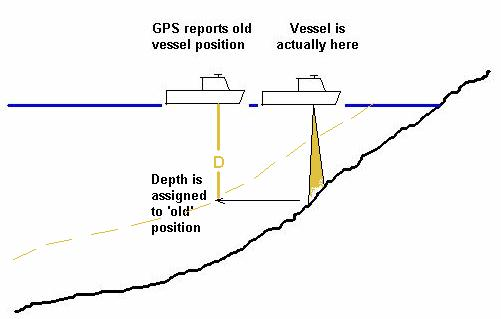 GPS reports old
vessel position
Vessel is
actually here
D
Depth is
assigned
to 'old'
position